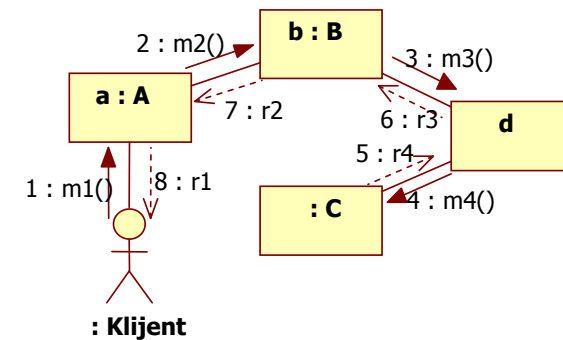 b : B
2 : m2()
3 : m3()
a : A
7 : r2
6 : r3
d
5 : r4
1 : m1()
8 : r1
4 : m4()
: C
: Klijent